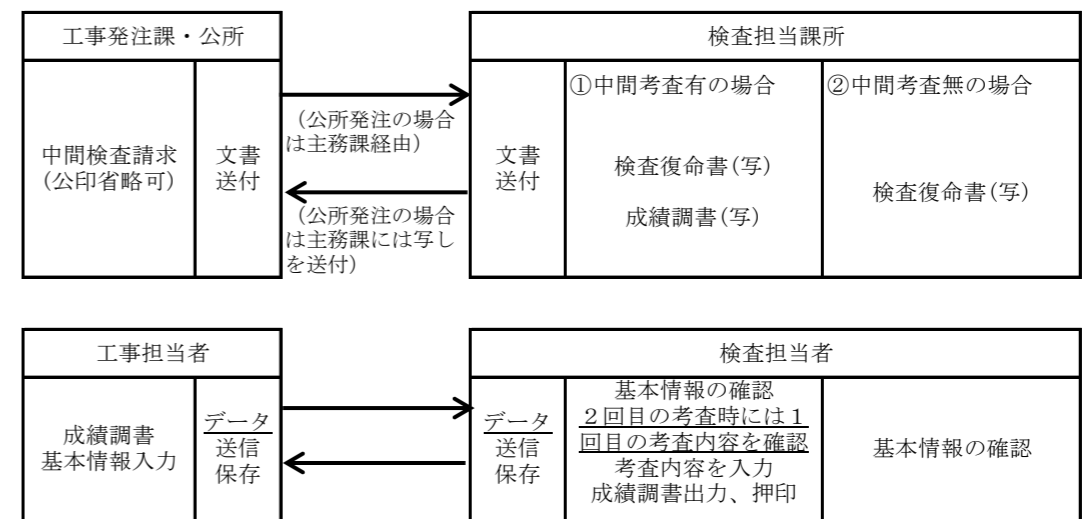 工事発注課・公所
検査担当課所
中間検査請求
(公印省略可)
文書
送付
(公所発注の場合
は主務課経由)
(公所発注の場合
は主務課には写し
を送付)
文書
送付
①中間考査有の場合
検査復命書(写)
成績調書(写)
②中間考査無の場合
検査復命書(写)
工事担当者
検査担当者
成績調書
基本情報入力
データ
送信
保存
データ
送信
保存
基本情報の確認
2回目の考査時には1
回目の考査内容を確認
考査内容を入力
成績調書出力、押印
基本情報の確認